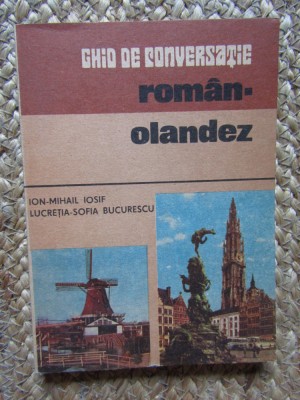 GHID DE CONVERSAȚIE
român-
olandez
ION-MIHAIL IOSIF
LUCREȚIA-SOFIA BUCURESCU